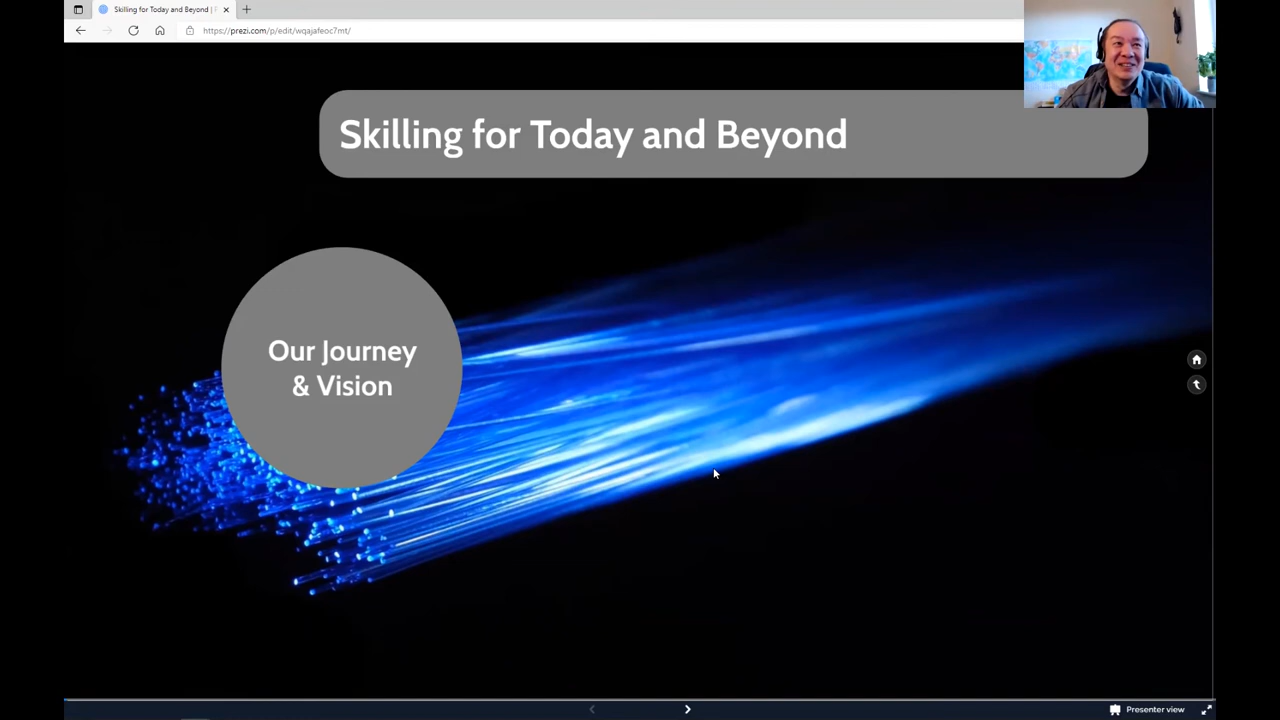 Skilling for Today and Beyond |
https://prezi.com/p/edit/wqajafeoc7mt/
Skilling for Today and Beyond
Our Journey
& Vision
Presenter view